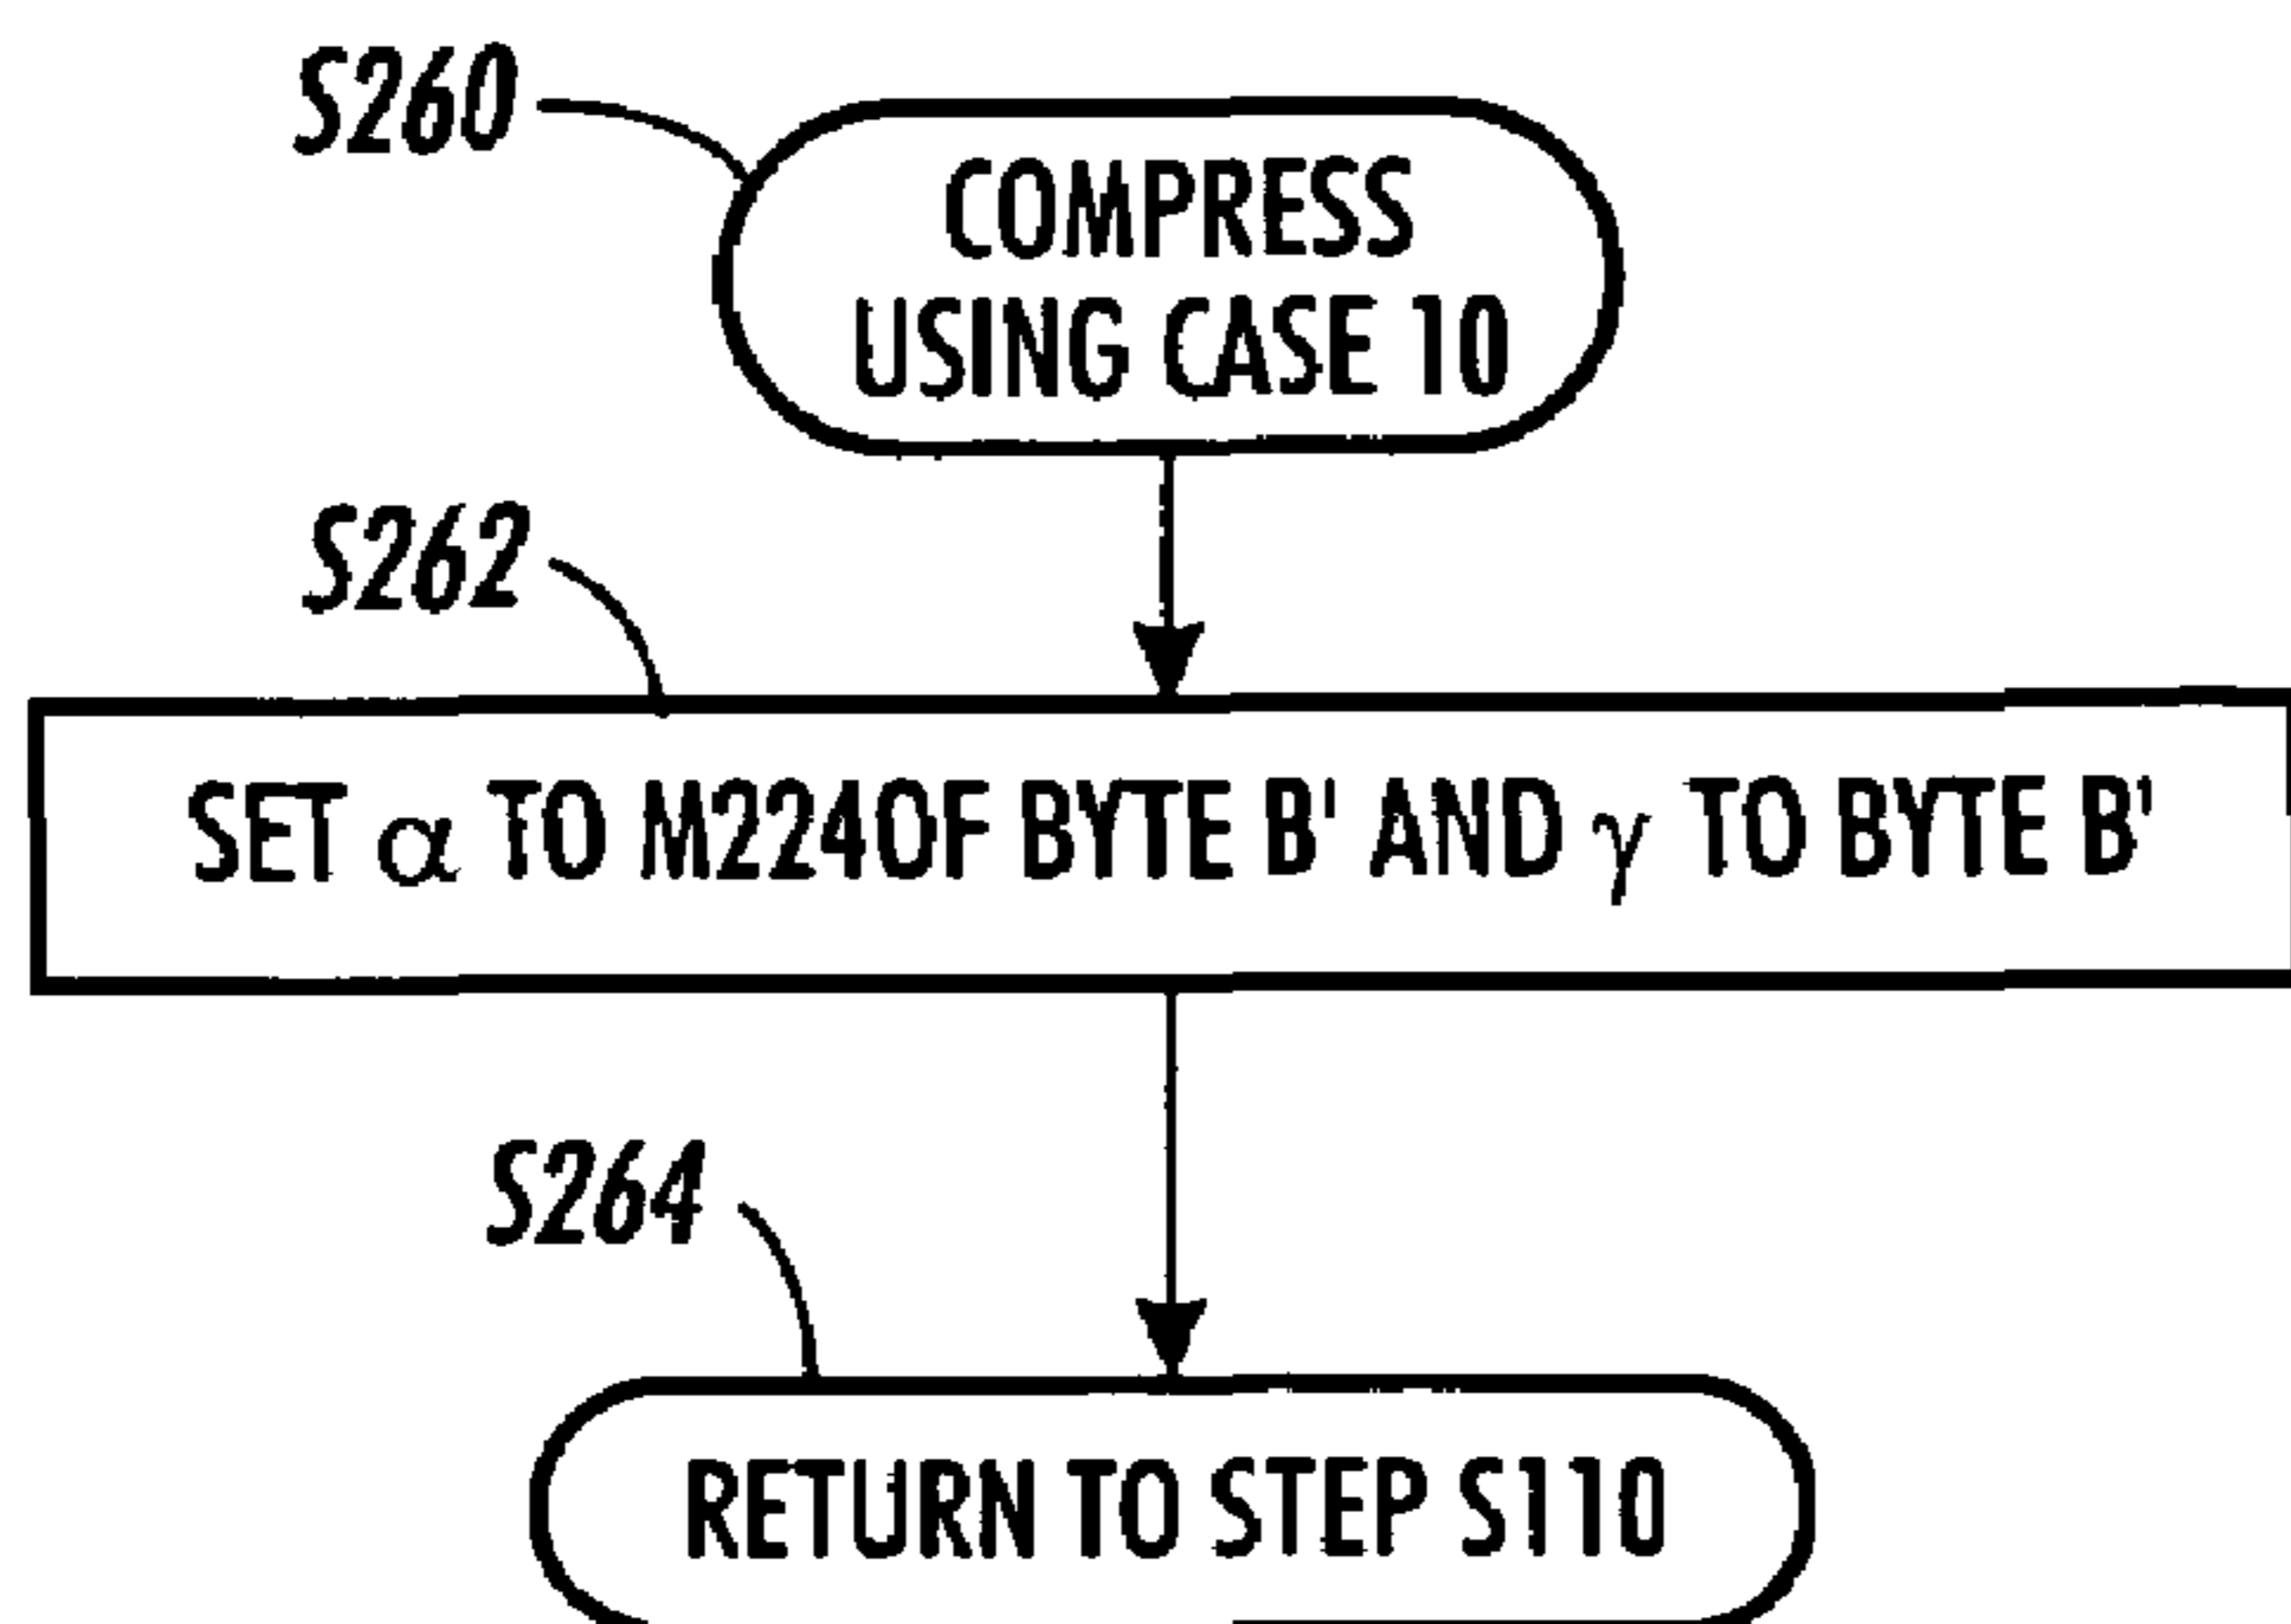 S260
COMPRESS
USING CASE 10
S262
SET α TO M224OF BYTE B' AND γ TO BYTE B'
S264
RETURN TO STEP S110